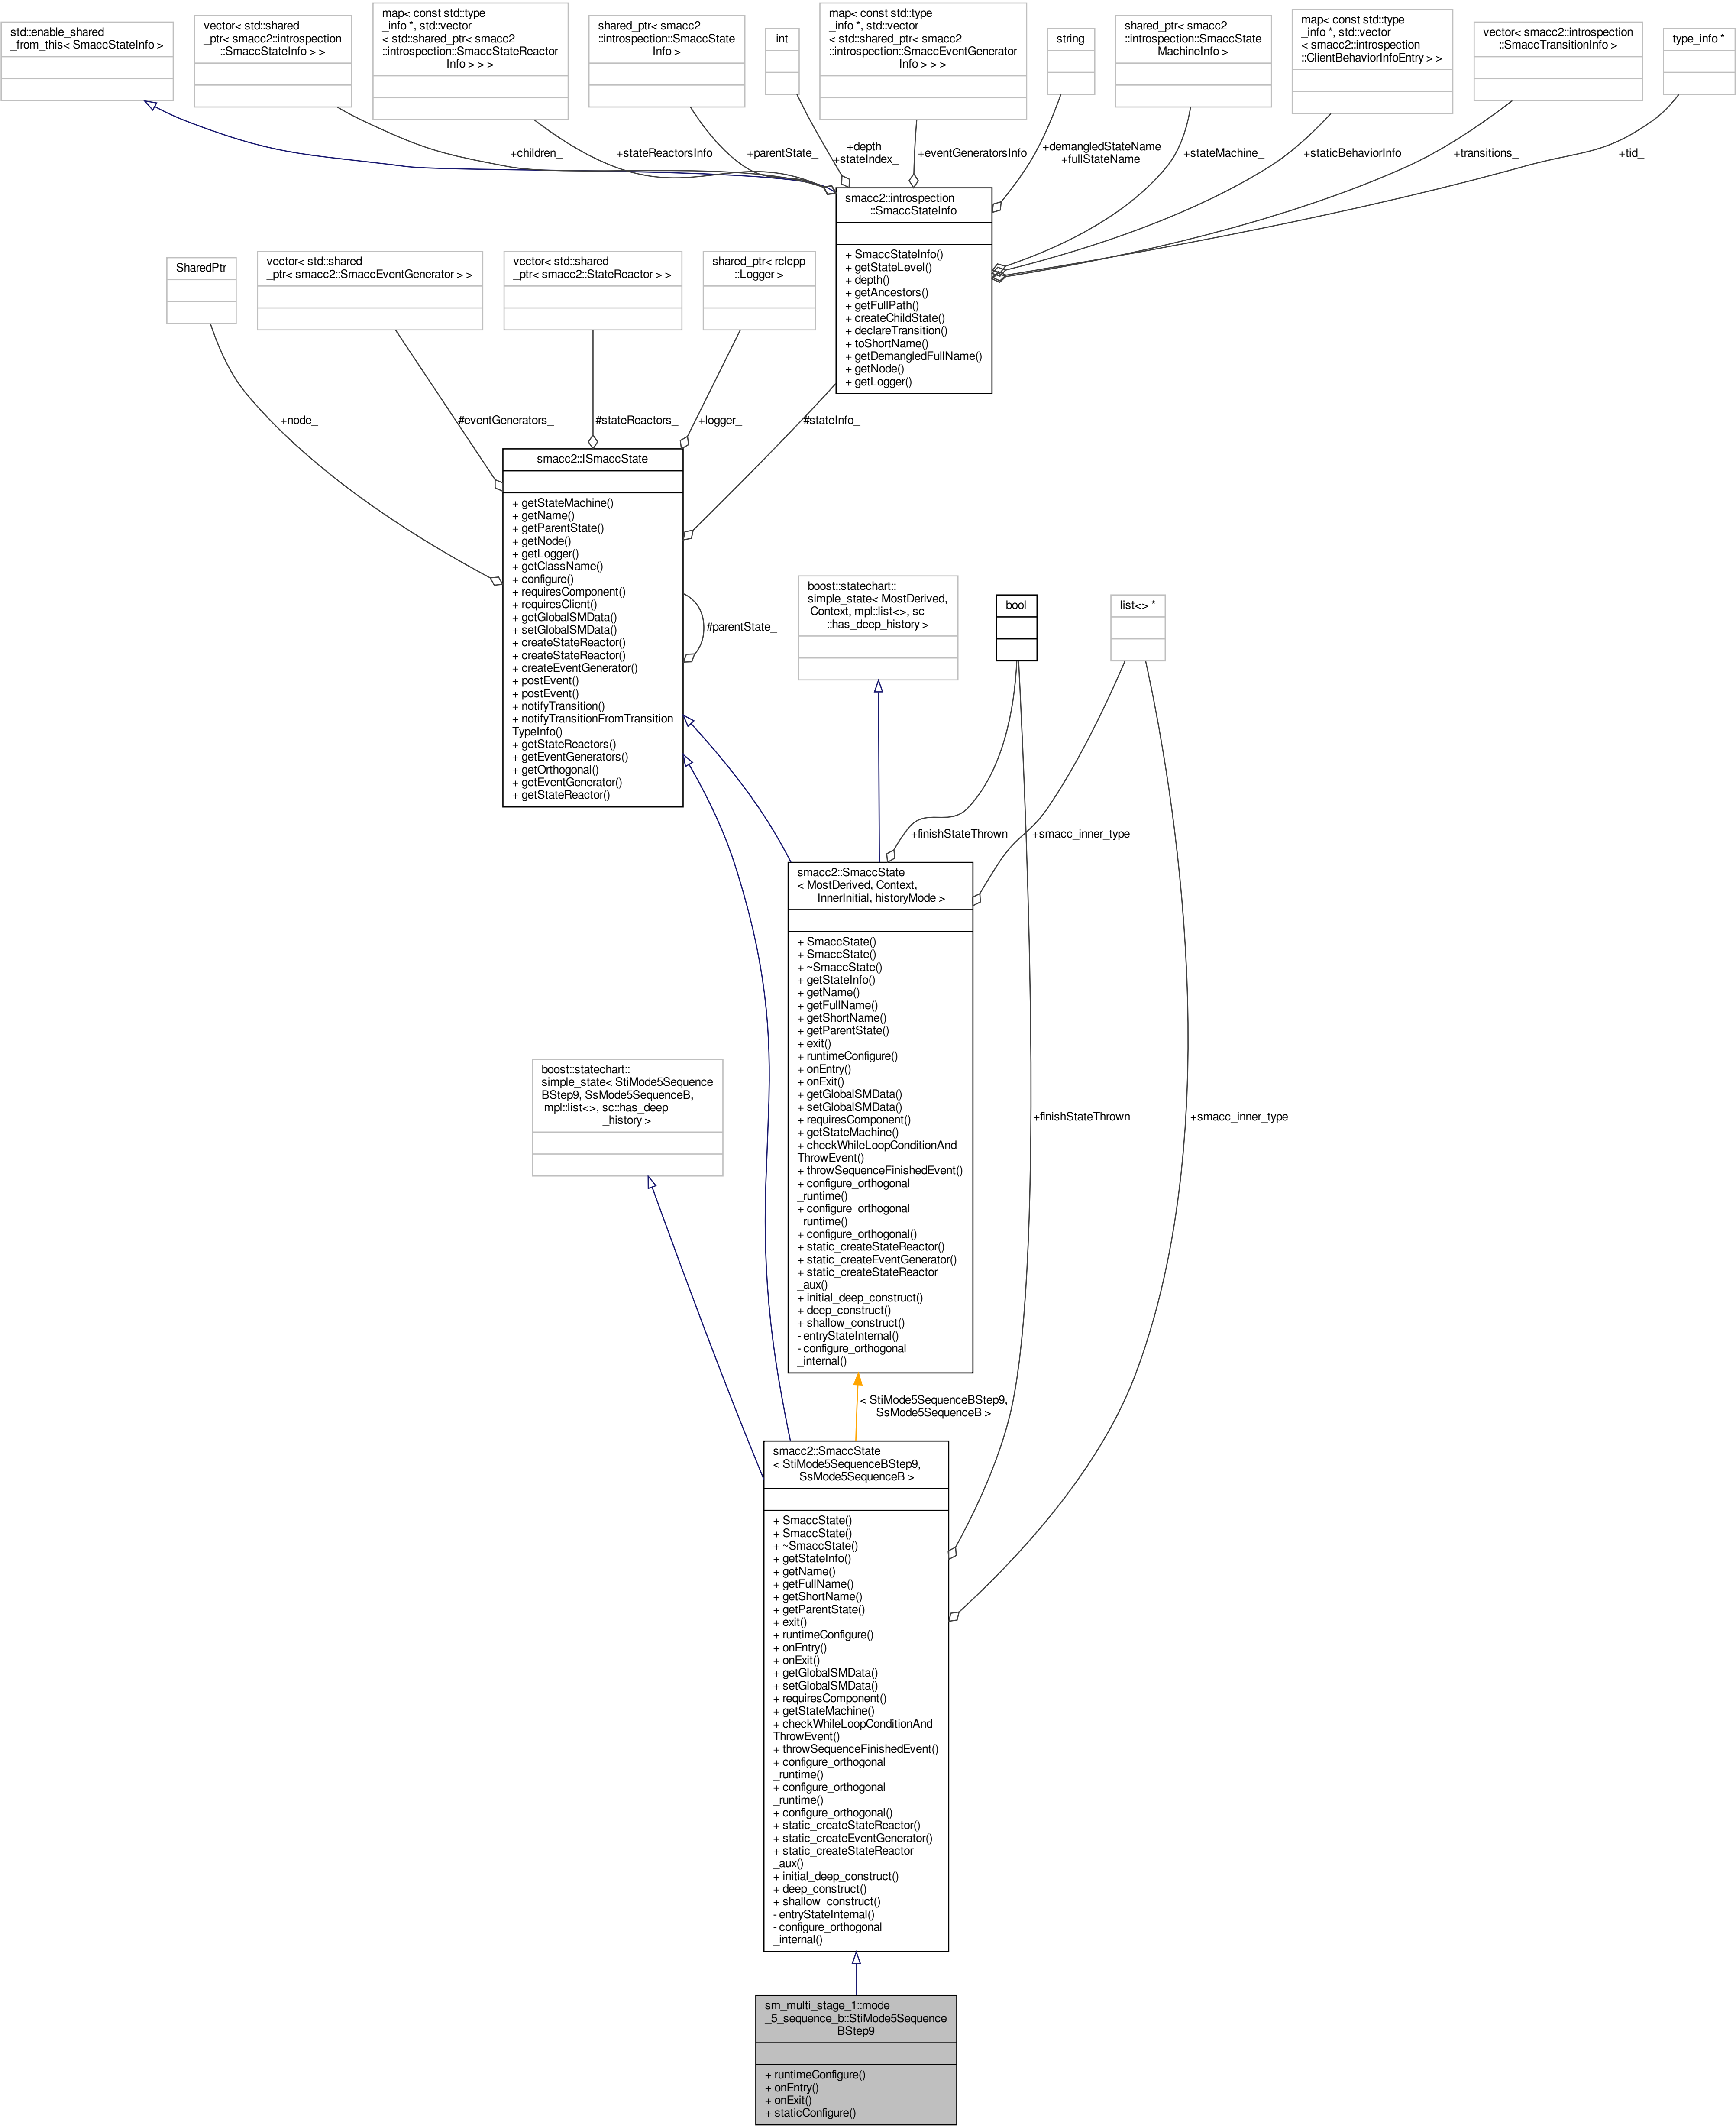 std::enable_shared
_from_this< SmaccStateInfo >
vector< std::shared
_ptr< smacc2::introspection
::SmaccStateInfo > >
map< const std::type
_info *, std::vector
< std::shared_ptr< smacc2
::introspection::SmaccStateReactor
Info > > >
shared_ptr< smacc2
::introspection::SmaccState
Info >
int
map< const std::type
_info *, std::vector
< std::shared_ptr< smacc2
::introspection::SmaccEventGenerator
Info > > >
string
shared_ptr< smacc2
::introspection::SmaccState
MachineInfo >
map< const std::type
_info *, std::vector
< smacc2::introspection
::ClientBehaviorInfoEntry > >
vector< smacc2::introspection
::SmaccTransitionInfo >
type_info *
+children_
+stateReactorsInfo
+parentState_
+depth_
+stateIndex_
+eventGeneratorsInfo
+demangledStateName
+fullStateName
+stateMachine_
+staticBehaviorInfo
+transitions_
+tid_
smacc2::introspection
::SmaccStateInfo
+ SmaccStateInfo()
+ getStateLevel()
+ depth()
+ getAncestors()
+ getFullPath()
+ createChildState()
+ declareTransition()
+ toShortName()
+ getDemangledFullName()
+ getNode()
+ getLogger()
SharedPtr
vector< std::shared
_ptr< smacc2::SmaccEventGenerator > >
vector< std::shared
_ptr< smacc2::StateReactor > >
shared_ptr< rclcpp
::Logger >
+node_
#eventGenerators_
#stateReactors_
+logger_
#stateInfo_
smacc2::ISmaccState
+ getStateMachine()
+ getName()
+ getParentState()
+ getNode()
+ getLogger()
+ getClassName()
+ configure()
+ requiresComponent()
+ requiresClient()
+ getGlobalSMData()
+ setGlobalSMData()
+ createStateReactor()
+ createStateReactor()
+ createEventGenerator()
+ postEvent()
+ postEvent()
+ notifyTransition()
+ notifyTransitionFromTransition
TypeInfo()
+ getStateReactors()
+ getEventGenerators()
+ getOrthogonal()
+ getEventGenerator()
+ getStateReactor()
#parentState_
boost::statechart::
simple_state< MostDerived,
Context, mpl::list<>, sc
::has_deep_history >
bool
list<> *
+finishStateThrown
+smacc_inner_type
smacc2::SmaccState
< MostDerived, Context,
InnerInitial, historyMode >
+ SmaccState()
+ SmaccState()
+ ~SmaccState()
+ getStateInfo()
+ getName()
+ getFullName()
+ getShortName()
+ getParentState()
+ exit()
+ runtimeConfigure()
+ onEntry()
+ onExit()
+ getGlobalSMData()
+ setGlobalSMData()
+ requiresComponent()
+ getStateMachine()
+ checkWhileLoopConditionAnd
ThrowEvent()
+ throwSequenceFinishedEvent()
+ configure_orthogonal
_runtime()
+ configure_orthogonal
_runtime()
+ configure_orthogonal()
+ static_createStateReactor()
+ static_createEventGenerator()
+ static_createStateReactor
_aux()
+ initial_deep_construct()
+ deep_construct()
+ shallow_construct()
- entryStateInternal()
- configure_orthogonal
_internal()
boost::statechart::
simple_state< StiMode5Sequence
BStep9, SsMode5SequenceB,
mpl::list<>, sc::has_deep
_history >
+finishStateThrown
+smacc_inner_type
< StiMode5SequenceBStep9,
SsMode5SequenceB >
smacc2::SmaccState
< StiMode5SequenceBStep9,
SsMode5SequenceB >
+ SmaccState()
+ SmaccState()
+ ~SmaccState()
+ getStateInfo()
+ getName()
+ getFullName()
+ getShortName()
+ getParentState()
+ exit()
+ runtimeConfigure()
+ onEntry()
+ onExit()
+ getGlobalSMData()
+ setGlobalSMData()
+ requiresComponent()
+ getStateMachine()
+ checkWhileLoopConditionAnd
ThrowEvent()
+ throwSequenceFinishedEvent()
+ configure_orthogonal
_runtime()
+ configure_orthogonal
_runtime()
+ configure_orthogonal()
+ static_createStateReactor()
+ static_createEventGenerator()
+ static_createStateReactor
_aux()
+ initial_deep_construct()
+ deep_construct()
+ shallow_construct()
- entryStateInternal()
- configure_orthogonal
_internal()
sm_multi_stage_1::mode
_5_sequence_b::StiMode5Sequence
BStep9
+ runtimeConfigure()
+ onEntry()
+ onExit()
+ staticConfigure()